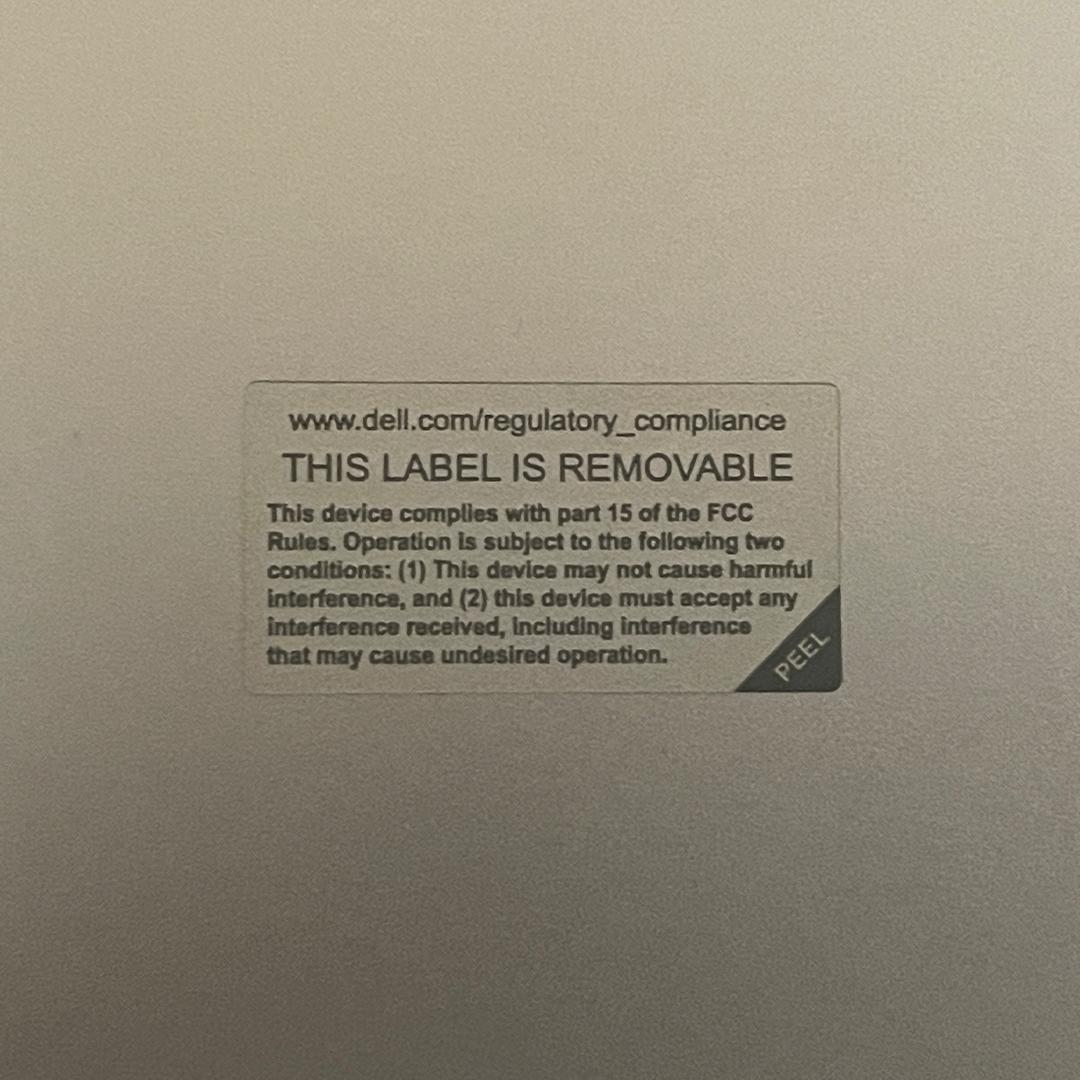 www.dell.com/regulatory_compliance
THIS LABEL IS REMOVABLE
This device complies with part 15 of the FCC
Rules. Operation is subject to the following two
conditions: (1) This device may not cause harmful
interference, and (2) this device must accept any
interference received, including interference
that may cause undesired operation.
PEEL